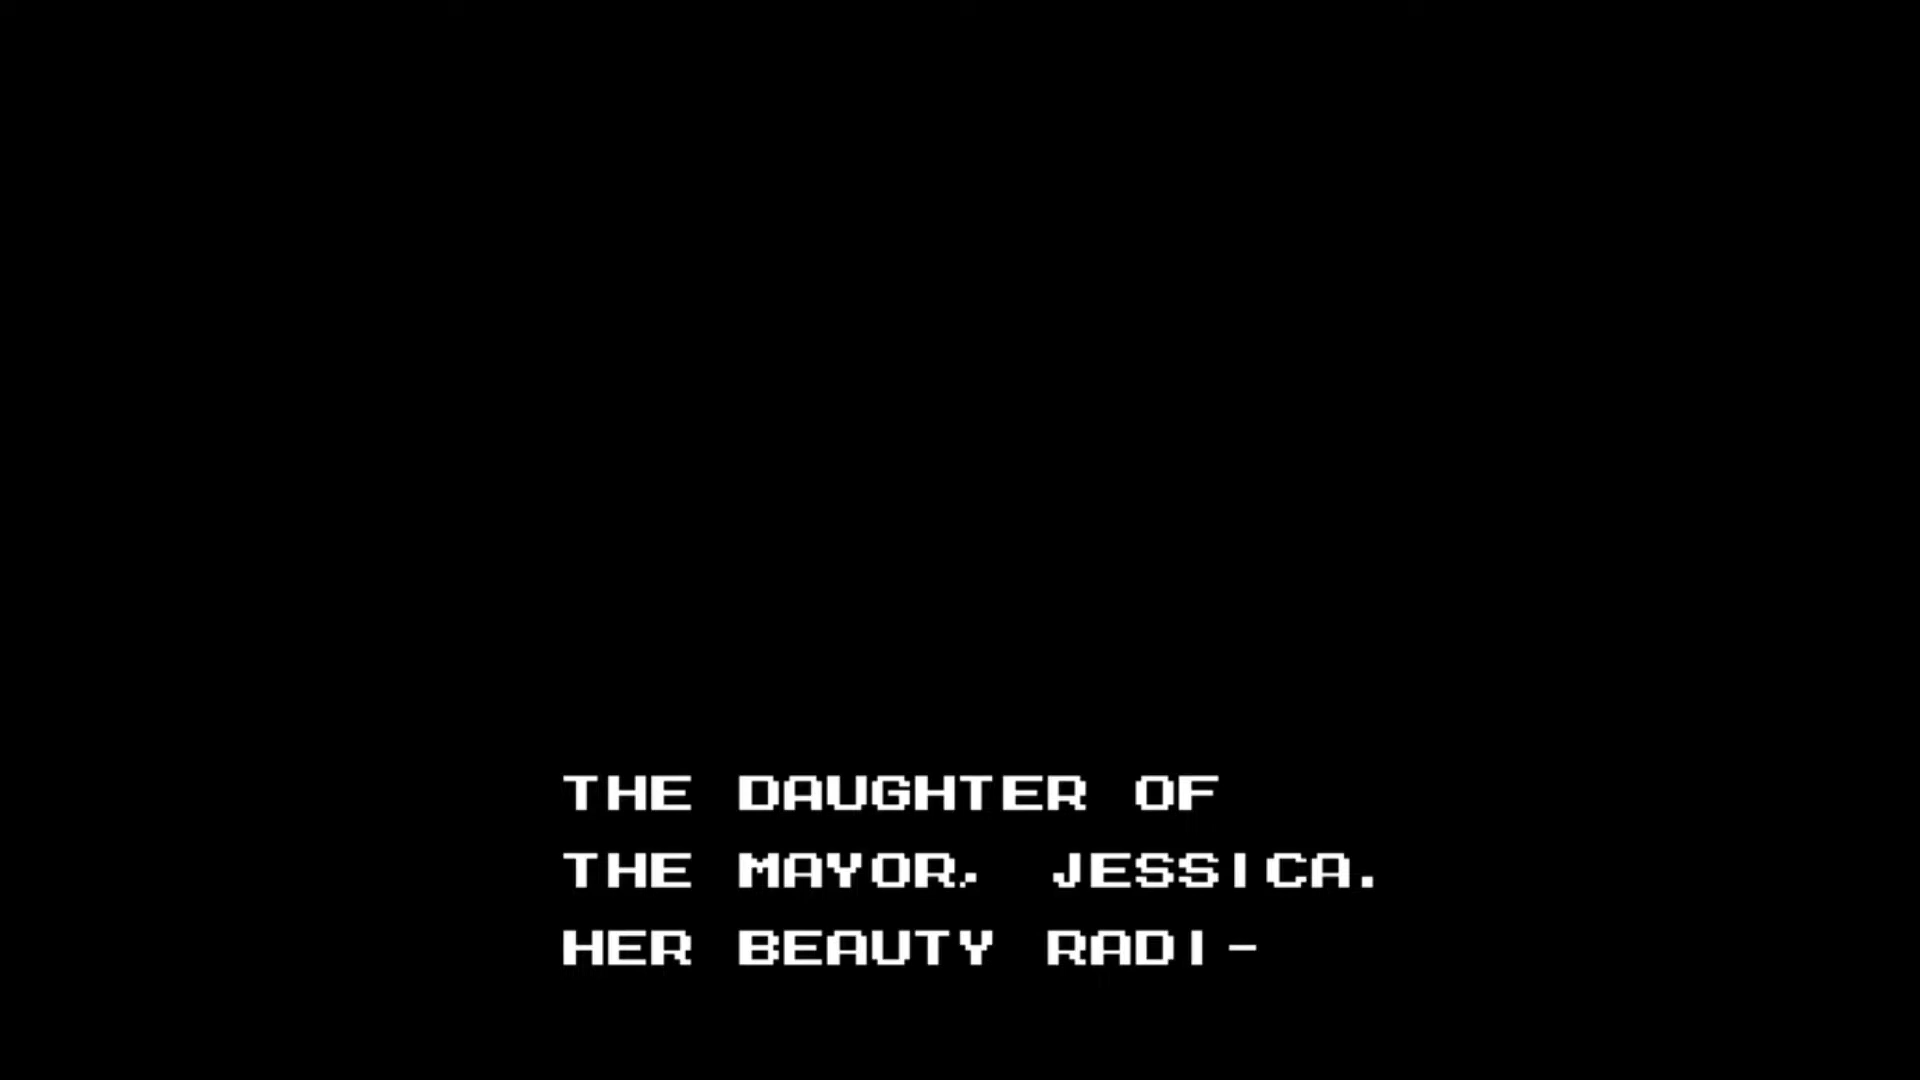 THE DAUGHTER OF
THE MAYOR, JESSICA.
HER BEAUTY RADI-